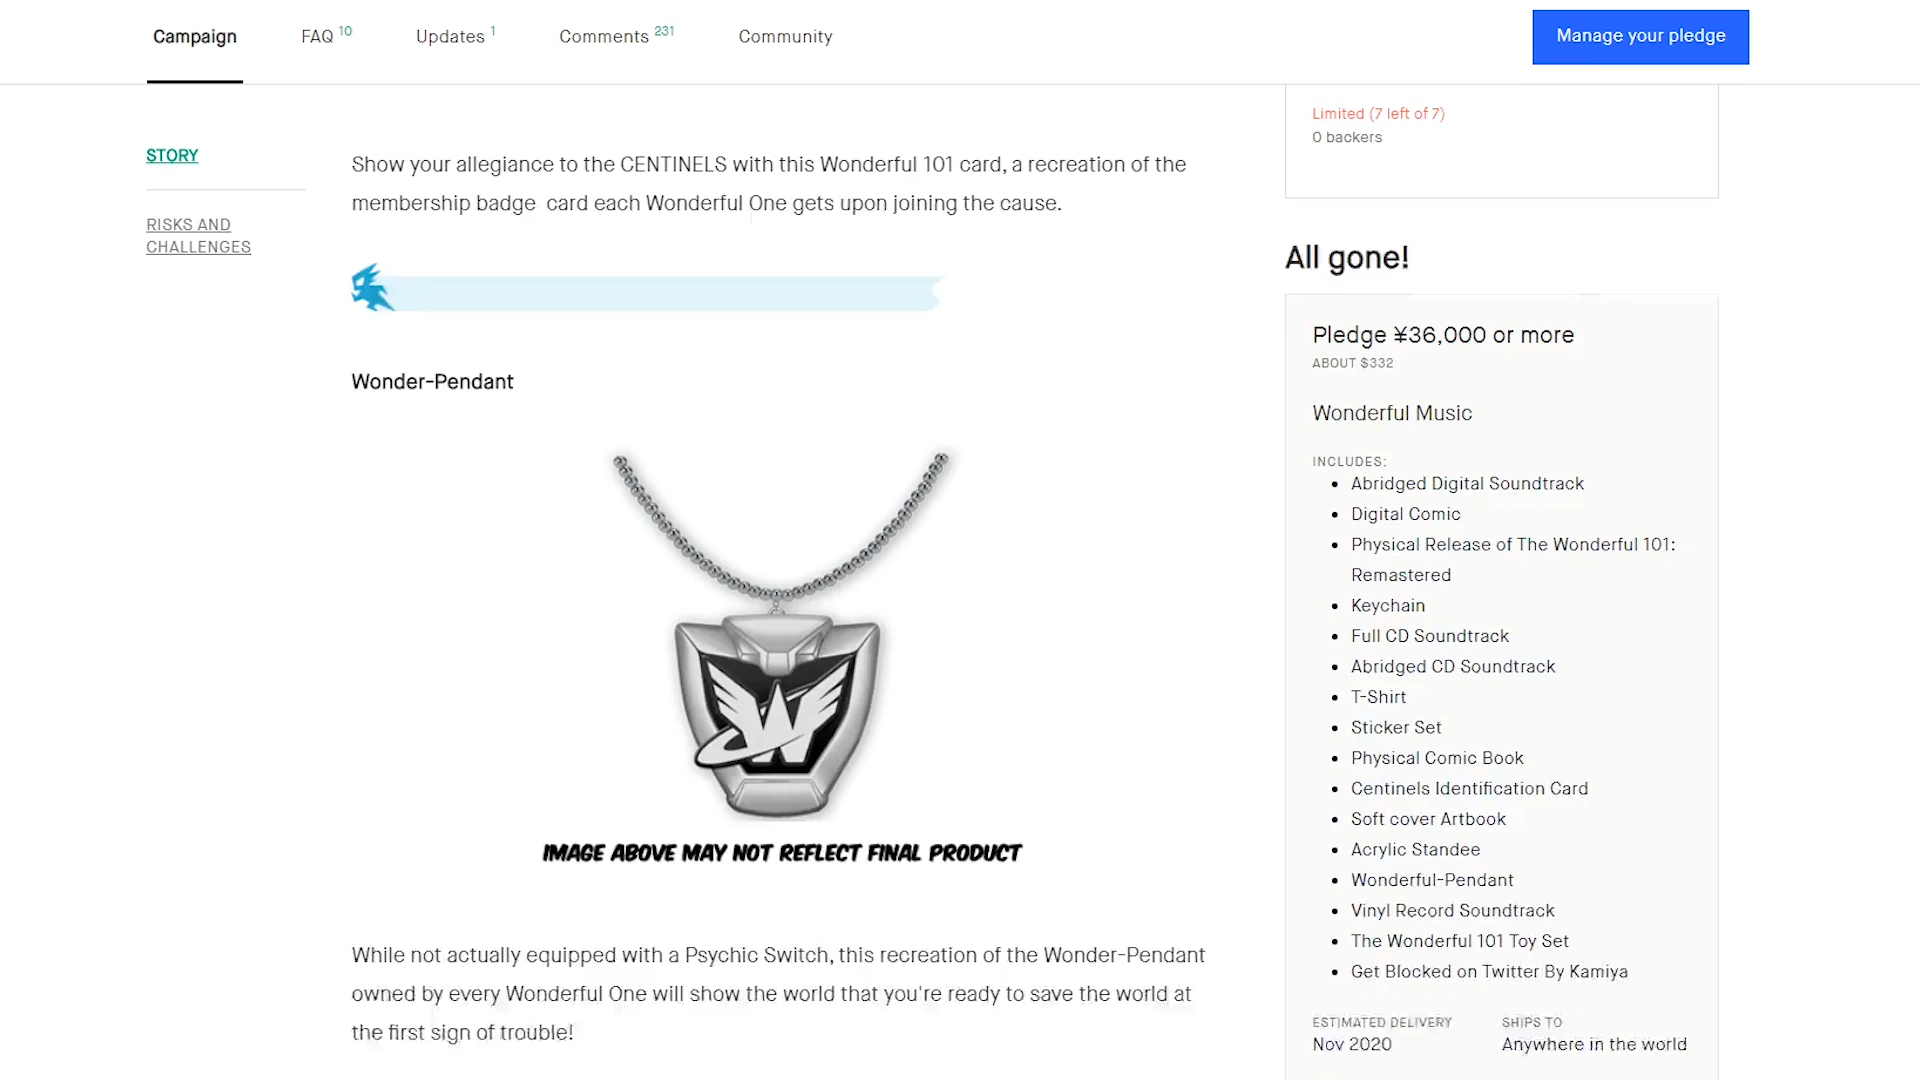 Campaign
FAQ 10
Updates 1
Comments 231
Community
Manage your pledge
STORY
RISKS AND
CHALLENGES
Show your allegiance to the CENTINELS with this Wonderful 101 card, a recreation of the
membership badge  card each Wonderful One gets upon joining the cause.
Wonder-Pendant
W
IMAGE ABOVE MAY NOT REFLECT FINAL PRODUCT
While not actually equipped with a Psychic Switch, this recreation of the Wonder-Pendant
owned by every Wonderful One will show the world that you're ready to save the world at
the first sign of trouble!
Limited (7 left of 7)
0 backers
All gone!
Pledge ¥36,000 or more
ABOUT $332
Wonderful Music
INCLUDES:
• Abridged Digital Soundtrack
• Digital Comic
• Physical Release of The Wonderful 101:
Remastered
• Keychain
• Full CD Soundtrack
• Abridged CD Soundtrack
• T-Shirt
• Sticker Set
• Physical Comic Book
• Centinels Identification Card
• Soft cover Artbook
• Acrylic Standee
• Wonderful-Pendant
• Vinyl Record Soundtrack
• The Wonderful 101 Toy Set
• Get Blocked on Twitter By Kamiya
ESTIMATED DELIVERY
Nov 2020
SHIPS TO
Anywhere in the world